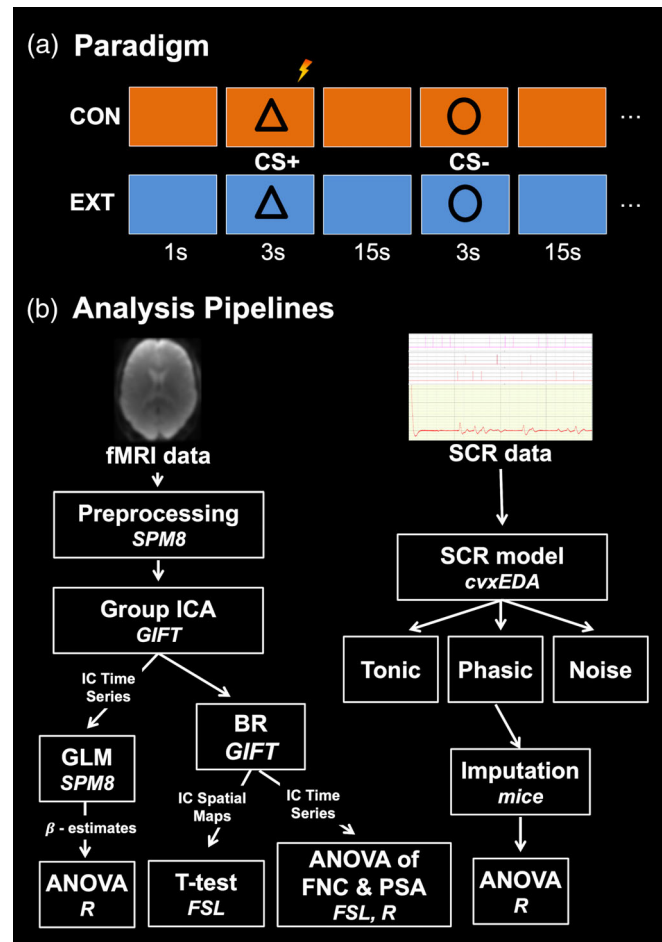 (a) Paradigm
CON
...
CS+ CS-
EXT
...
1s 3s 15s 3s 15s
(b) Analysis Pipelines
fMRI data
SCR data
Preprocessing
SPM8
SCR model
cvxEDA
Group ICA
GIFT
Tonic
Phasic
Noise
IC Time
Series
BR
GIFT
GLM
SPM8
IC Spatial
Maps
IC Time
Series
Imputation
mice
β - estimates
ANOVA
R
T-test
FSL
ANOVA of
FNC & PSA
FSL, R
ANOVA
R